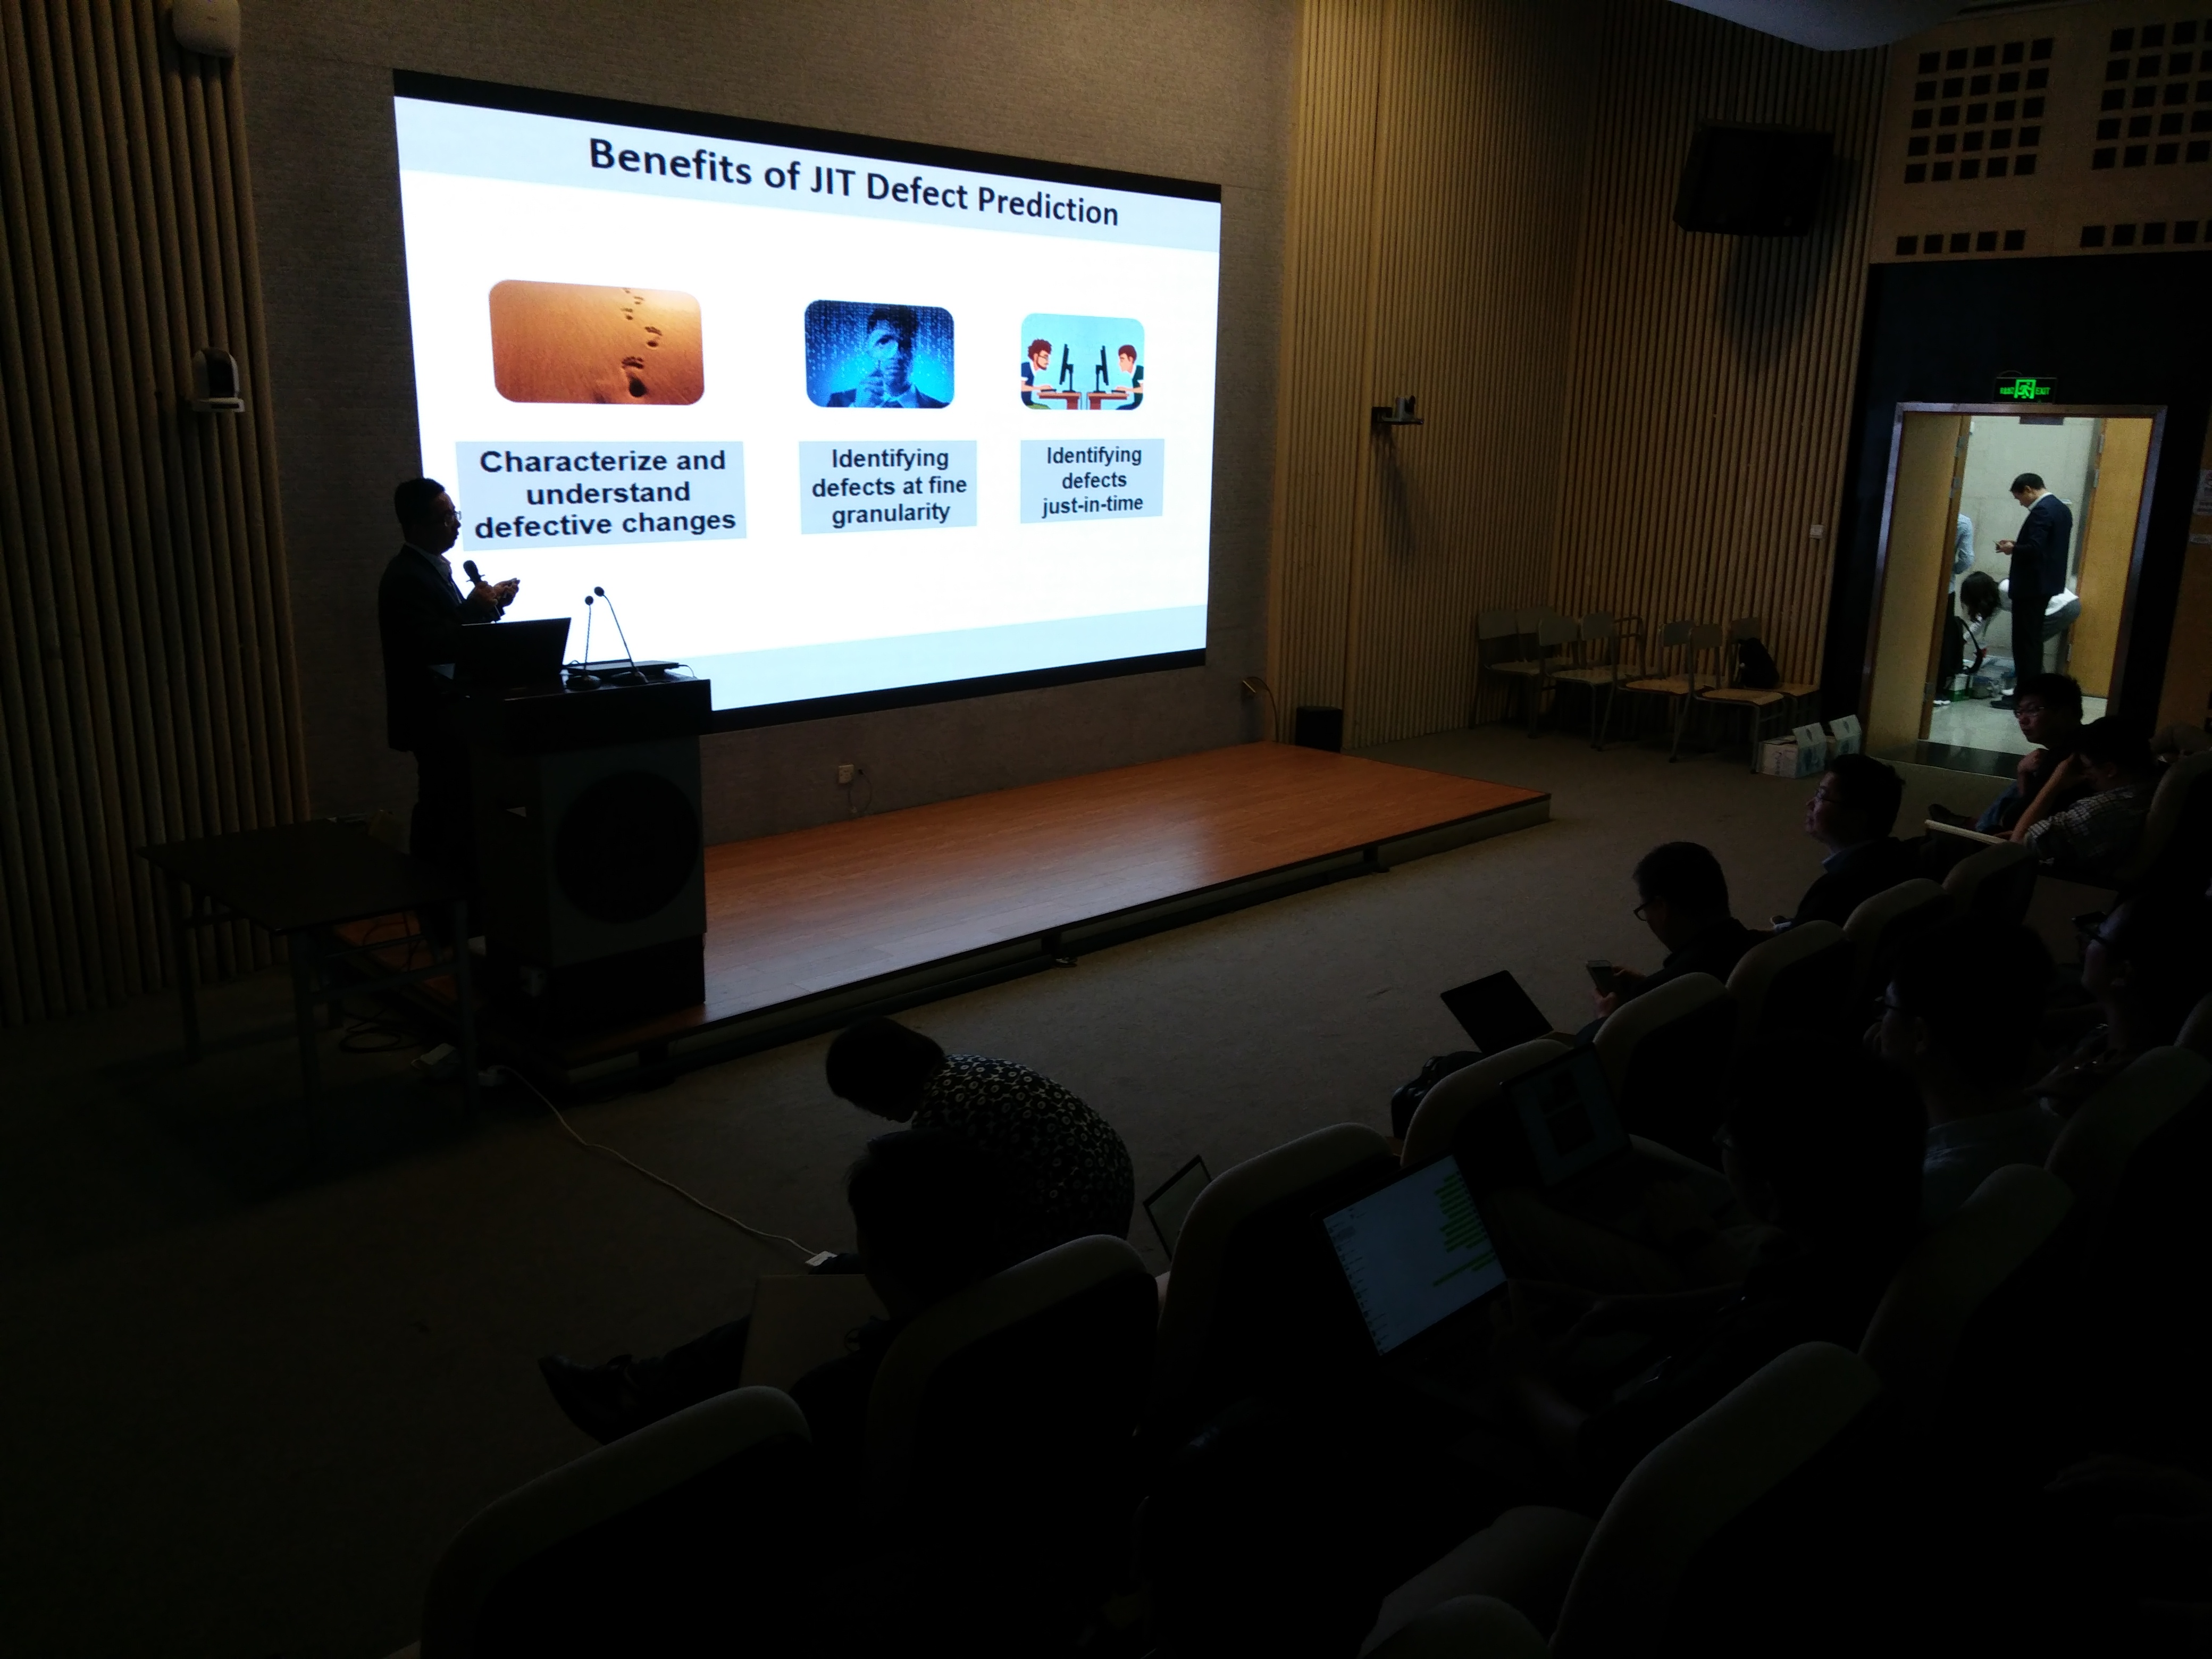 Benefits of JIT Defect Prediction
Characterize and
understand
defective changes
Identifying
defects at fine
granularity
Identifying
defects
just-in-time
EXIT